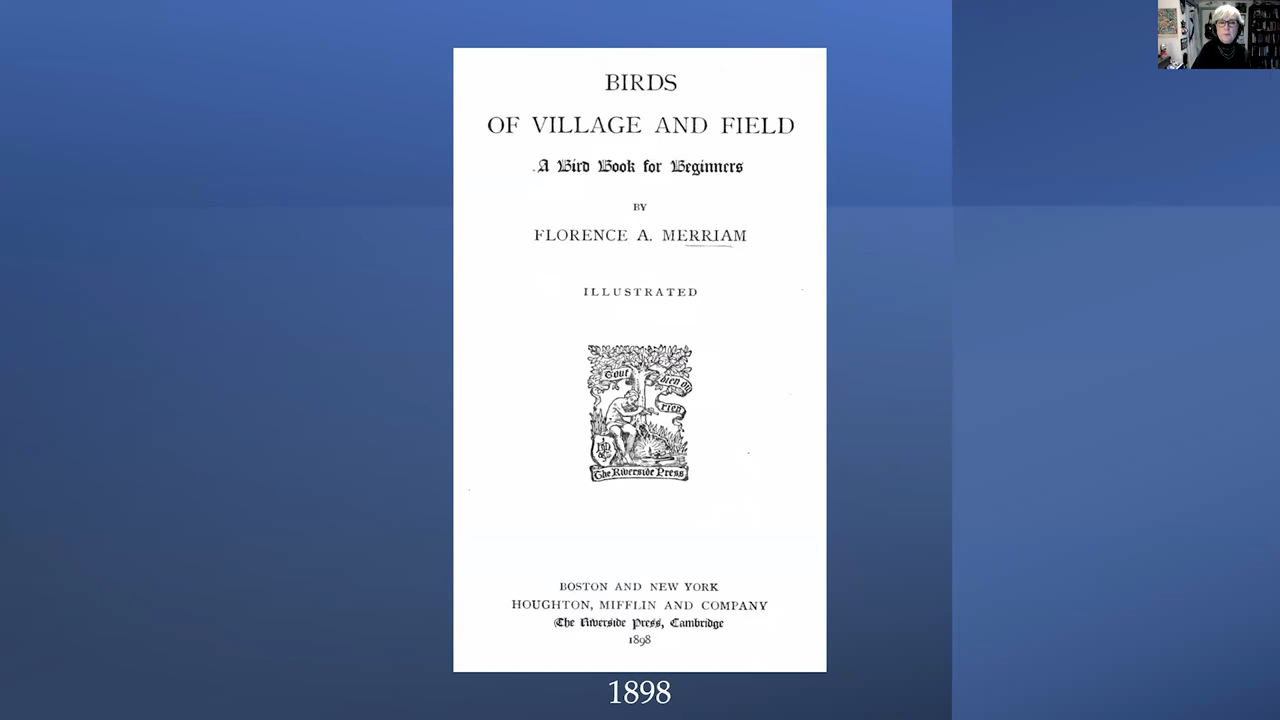 BIRDS
OF VILLAGE AND FIELD
A Bird Book for Beginners
BY
FLORENCE A. MERRIAM
ILLUSTRATED
Tout
bien ou
rien
The Riverside Press
BOSTON AND NEW YORK
HOUGHTON, MIFFLIN AND COMPANY
The Riverside Press, Cambridge
1898
1898